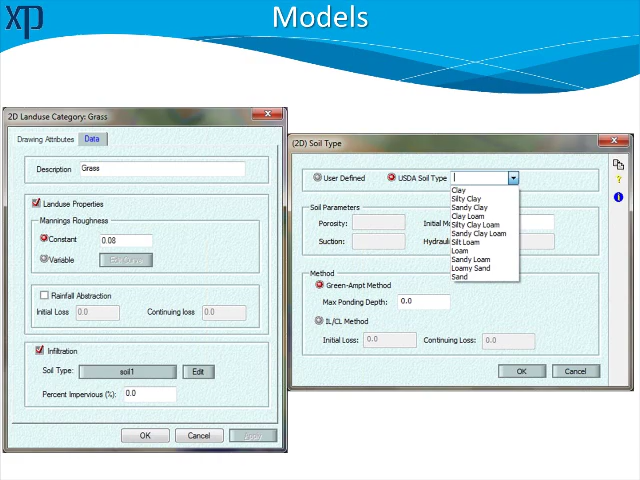 XP
Models
2D Landuse Category: Grass
Drawing Attributes Data
Description Grass
Landuse Properties
Mannings Roughness
Constant 0.08
Variable Edit Curve
Rainfall Abstraction
Initial Loss 0.0 Continuing loss 0.0
Infiltration
Soil Type: soil1 Edit
Percent Impervious (%): 0.0
OK Cancel Apply
(2D) Soil Type
User Defined USDA Soil Type
Clay
Silty Clay
Sandy Clay
Clay Loam
Silty Clay Loam
Sandy Clay Loam
Silt Loam
Loam
Sandy Loam
Loamy Sand
Sand
Soil Parameters
Porosity: Initial
Suction:
Method
Green-Ampt Method
Max Ponding Depth: 0.0
IL/CL Method
Initial Loss: 0.0 Continuing Loss: 0.0
OK Cancel